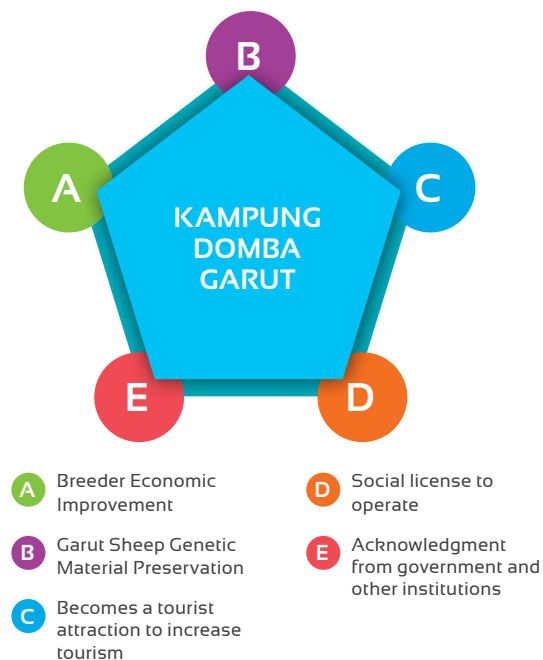 B
A
C
KAMPUNG
DOMBA
GARUT
E
D
A Breeder Economic
Improvement
B Garut Sheep Genetic
Material Preservation
C Becomes a tourist
attraction to increase
tourism
D Social license to
operate
E Acknowledgment
from government and
other institutions